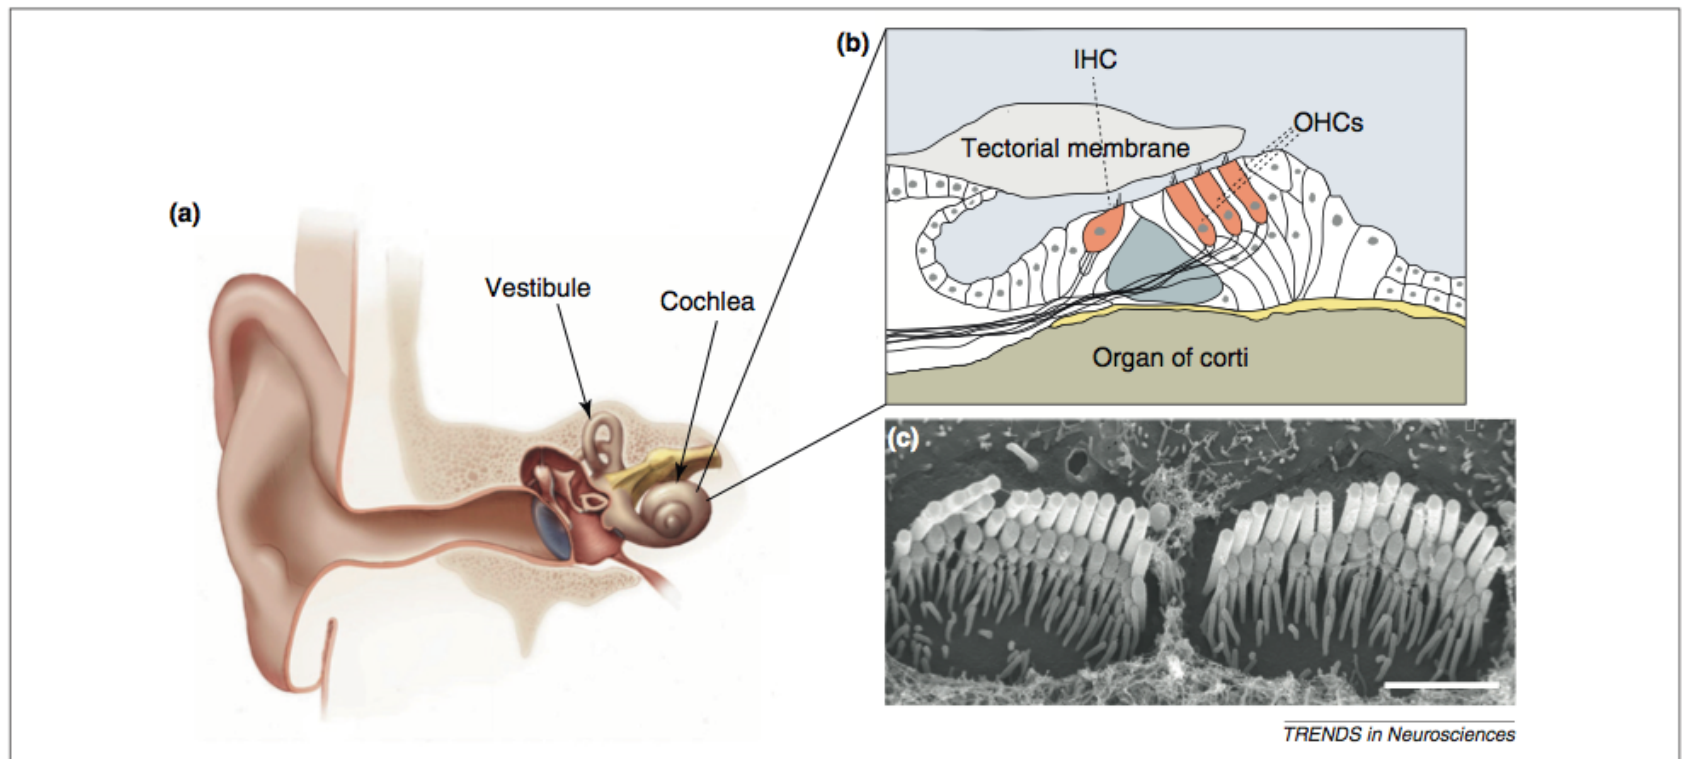 (a)
Vestibule
Cochlea
(b)
IHC
OHCs
Tectorial membrane
Organ of corti
(c)
TRENDS in Neurosciences